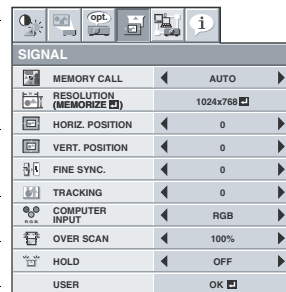 opt.
i
SIGNAL
MEMORY CALL AUTO
RESOLUTION
(MEMORIZE ↵) 1024x768 ↵
HORIZ. POSITION 0
VERT. POSITION 0
FINE SYNC. 0
TRACKING 0
COMPUTER
INPUT RGB
OVER SCAN 100%
HOLD OFF
USER OK ↵